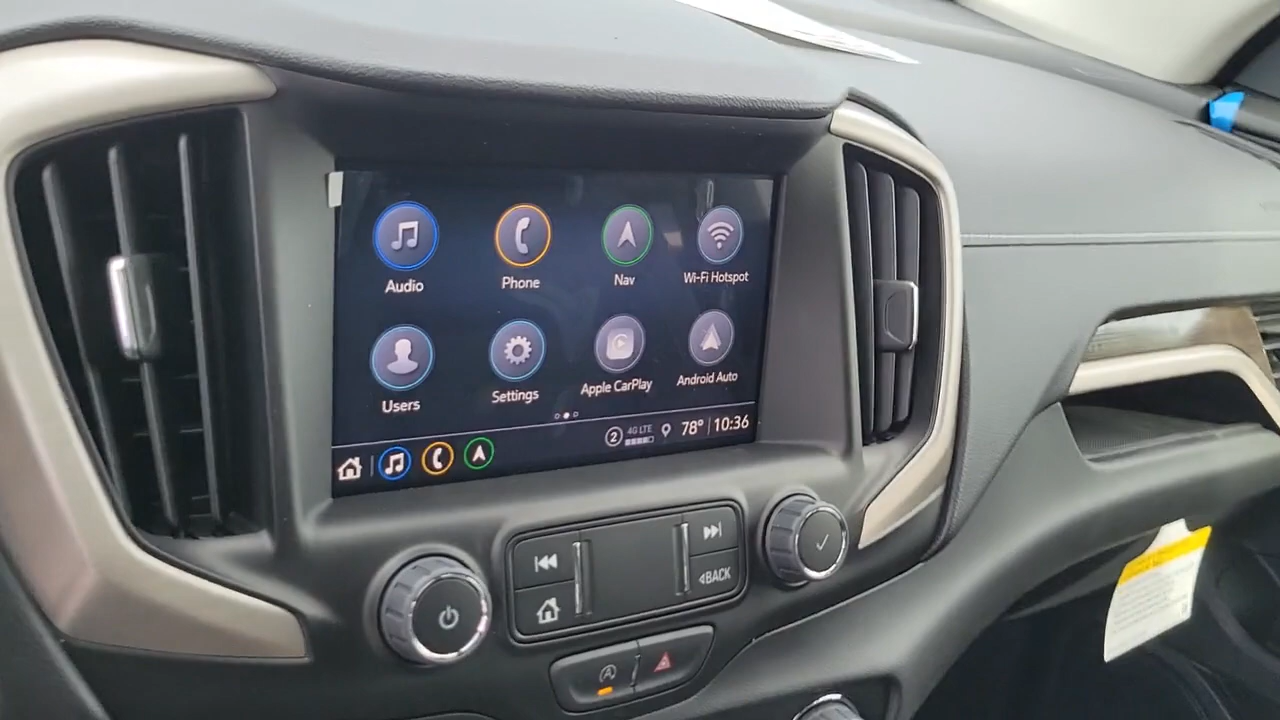 Audio
Phone
Nav
Wi-Fi Hotspot
Users
Settings
Apple CarPlay
Android Auto
2
4G LTE
78°
10:36
BACK